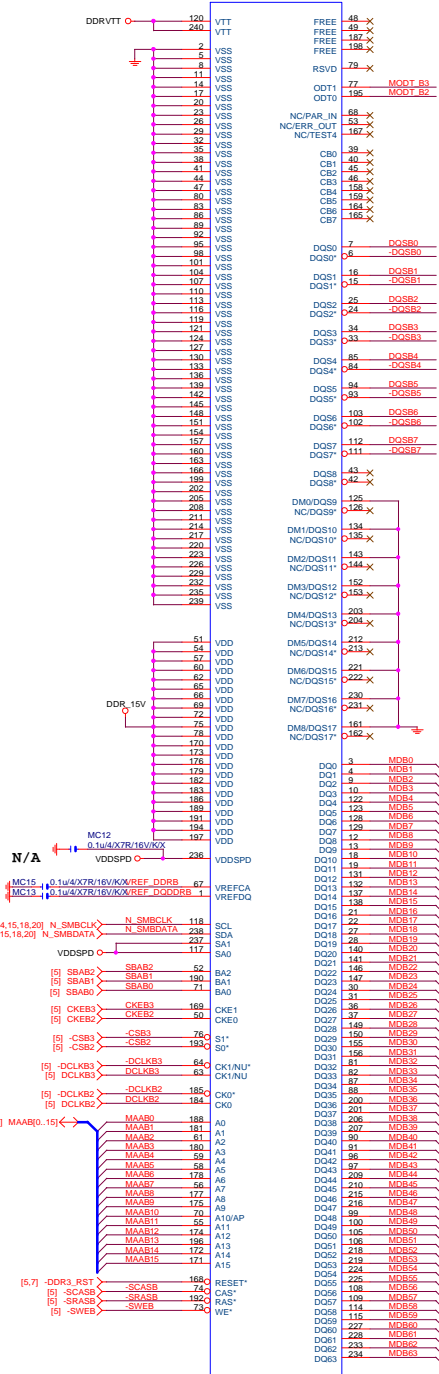 DDRVTT 120 VTT
240 VTT
2 VSS
5 VSS
8 VSS
11 VSS
14 VSS
17 VSS
20 VSS
23 VSS
26 VSS
29 VSS
32 VSS
35 VSS
38 VSS
41 VSS
44 VSS
47 VSS
80 VSS
83 VSS
86 VSS
89 VSS
92 VSS
95 VSS
98 VSS
101 VSS
104 VSS
107 VSS
110 VSS
113 VSS
116 VSS
119 VSS
121 VSS
124 VSS
127 VSS
130 VSS
133 VSS
136 VSS
139 VSS
142 VSS
145 VSS
148 VSS
151 VSS
154 VSS
157 VSS
160 VSS
163 VSS
166 VSS
199 VSS
202 VSS
205 VSS
208 VSS
211 VSS
214 VSS
217 VSS
220 VSS
223 VSS
226 VSS
229 VSS
232 VSS
235 VSS
239 VSS
51 VDD
54 VDD
57 VDD
60 VDD
62 VDD
65 VDD
66 VDD
69 VDD
DDR_15V
72 VDD
75 VDD
78 VDD
170 VDD
173 VDD
176 VDD
179 VDD
182 VDD
183 VDD
186 VDD
189 VDD
191 VDD
194 VDD
197 VDD
MC12
0.1u/4/X7R/16V/K/X
N/A
VDDSPD 236 VDDSPD
MC15 0.1u/4/X7R/16V/K/X/REF_DDRB 67 VREFCA
MC13 0.1u/4/X7R/16V/K/X/REF_DQDDRB 1 VREFDQ
4,15,18,20] N_SMBCLK N_SMBCLK 118 SCL
15,18,20] N_SMBDATA N_SMBDATA 238 SDA
237 SA1
VDDSPD 117 SA0
[5] SBAB2 SBAB2 52 BA2
[5] SBAB1 SBAB1 190 BA1
[5] SBAB0 SBAB0 71 BA0
[5] CKEB3 CKEB3 169 CKE1
[5] CKEB2 CKEB2 50 CKE0
[5] -CSB3 -CSB3 76 S1*
[5] -CSB2 -CSB2 193 S0*
[5] -DCLKB3 -DCLKB3 64 CK1/NU*
[5] DCLKB3 DCLKB3 63 CK1/NU
[5] -DCLKB2 -DCLKB2 185 CK0*
[5] DCLKB2 DCLKB2 184 CK0
] MAAB[0..15] MAAB0 188 A0
MAAB1 181 A1
MAAB2 61 A2
MAAB3 180 A3
MAAB4 59 A4
MAAB5 58 A5
MAAB6 178 A6
MAAB7 56 A7
MAAB8 177 A8
MAAB9 175 A9
MAAB10 70 A10/AP
MAAB11 55 A11
MAAB12 174 A12
MAAB13 196 A13
MAAB14 172 A14
MAAB15 171 A15
[5,7] -DDR3_RST 168 RESET*
[5] -SCASB -SCASB 74 CAS*
[5] -SRASB -SRASB 192 RAS*
[5] -SWEB -SWEB 73 WE*
FREE 48
FREE 49
FREE 187
FREE 198
RSVD 79
ODT1 77 MODT_B3
ODT0 195 MODT_B2
NC/PAR_IN 68
NC/ERR_OUT 53
NC/TEST4 167
CB0 39
CB1 40
CB2 45
CB3 46
CB4 158
CB5 159
CB6 164
CB7 165
DQS0 7 DQSB0
DQS0* 6 -DQSB0
DQS1 16 DQSB1
DQS1* 15 -DQSB1
DQS2 25 DQSB2
DQS2* 24 -DQSB2
DQS3 34 DQSB3
DQS3* 33 -DQSB3
DQS4 85 DQSB4
DQS4* 84 -DQSB4
DQS5 94 DQSB5
DQS5* 93 -DQSB5
DQS6 103 DQSB6
DQS6* 102 -DQSB6
DQS7 112 DQSB7
DQS7* 111 -DQSB7
DQS8 43
DQS8* 42
DM0/DQS9 125
NC/DQS9* 126
DM1/DQS10 134
NC/DQS10* 135
DM2/DQS11 143
NC/DQS11* 144
DM3/DQS12 152
NC/DQS12* 153
DM4/DQS13 203
NC/DQS13* 204
DM5/DQS14 212
NC/DQS14* 213
DM6/DQS15 221
NC/DQS15* 222
DM7/DQS16 230
NC/DQS16* 231
DM8/DQS17 161
NC/DQS17* 162
DQ0 3 MDB0
DQ1 4 MDB1
DQ2 9 MDB2
DQ3 10 MDB3
DQ4 122 MDB4
DQ5 123 MDB5
DQ6 128 MDB6
DQ7 129 MDB7
DQ8 12 MDB8
DQ9 13 MDB9
DQ10 18 MDB10
DQ11 19 MDB11
DQ12 131 MDB12
DQ13 132 MDB13
DQ14 137 MDB14
DQ15 138 MDB15
DQ16 21 MDB16
DQ17 22 MDB17
DQ18 27 MDB18
DQ19 28 MDB19
DQ20 140 MDB20
DQ21 141 MDB21
DQ22 146 MDB22
DQ23 147 MDB23
DQ24 30 MDB24
DQ25 31 MDB25
DQ26 36 MDB26
DQ27 37 MDB27
DQ28 149 MDB28
DQ29 150 MDB29
DQ30 155 MDB30
DQ31 156 MDB31
DQ32 81 MDB32
DQ33 82 MDB33
DQ34 87 MDB34
DQ35 88 MDB35
DQ36 200 MDB36
DQ37 201 MDB37
DQ38 206 MDB38
DQ39 207 MDB39
DQ40 90 MDB40
DQ41 91 MDB41
DQ42 96 MDB42
DQ43 97 MDB43
DQ44 209 MDB44
DQ45 210 MDB45
DQ46 215 MDB46
DQ47 216 MDB47
DQ48 99 MDB48
DQ49 100 MDB49
DQ50 105 MDB50
DQ51 106 MDB51
DQ52 218 MDB52
DQ53 219 MDB53
DQ54 224 MDB54
DQ55 225 MDB55
DQ56 108 MDB56
DQ57 109 MDB57
DQ58 114 MDB58
DQ59 115 MDB59
DQ60 227 MDB60
DQ61 228 MDB61
DQ62 233 MDB62
DQ63 234 MDB63